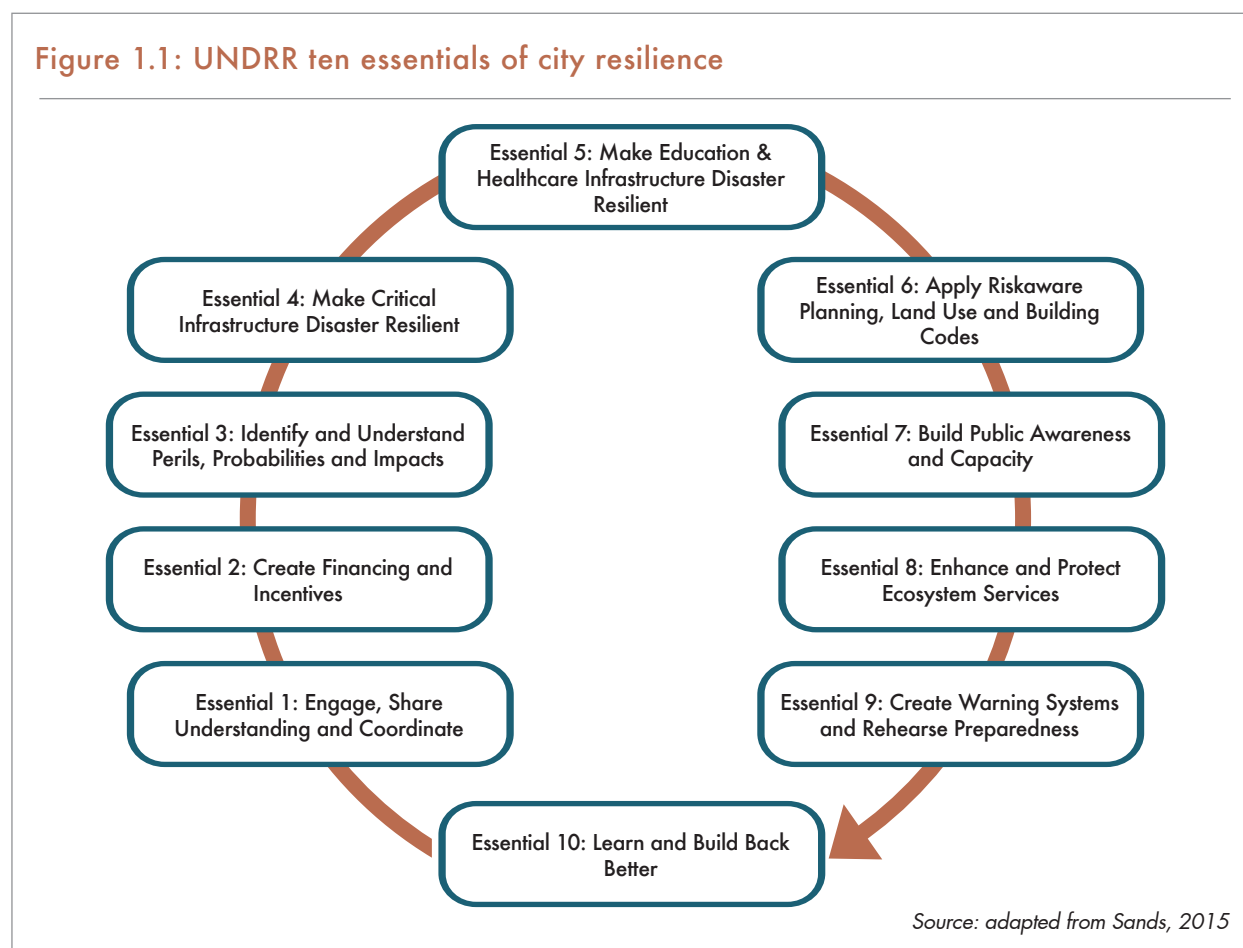 Figure 1.1: UNDRR ten essentials of city resilience
Essential 5: Make Education &
Healthcare Infrastructure Disaster
Resilient
Essential 4: Make Critical
Infrastructure Disaster Resilient
Essential 6: Apply Riskaware
Planning, Land Use and Building
Codes
Essential 3: Identify and Understand
Perils, Probabilities and Impacts
Essential 7: Build Public Awareness
and Capacity
Essential 2: Create Financing and
Incentives
Essential 8: Enhance and Protect
Ecosystem Services
Essential 1: Engage, Share
Understanding and Coordinate
Essential 9: Create Warning Systems
and Rehearse Preparedness
Essential 10: Learn and Build Back
Better
Source: adapted from Sands, 2015